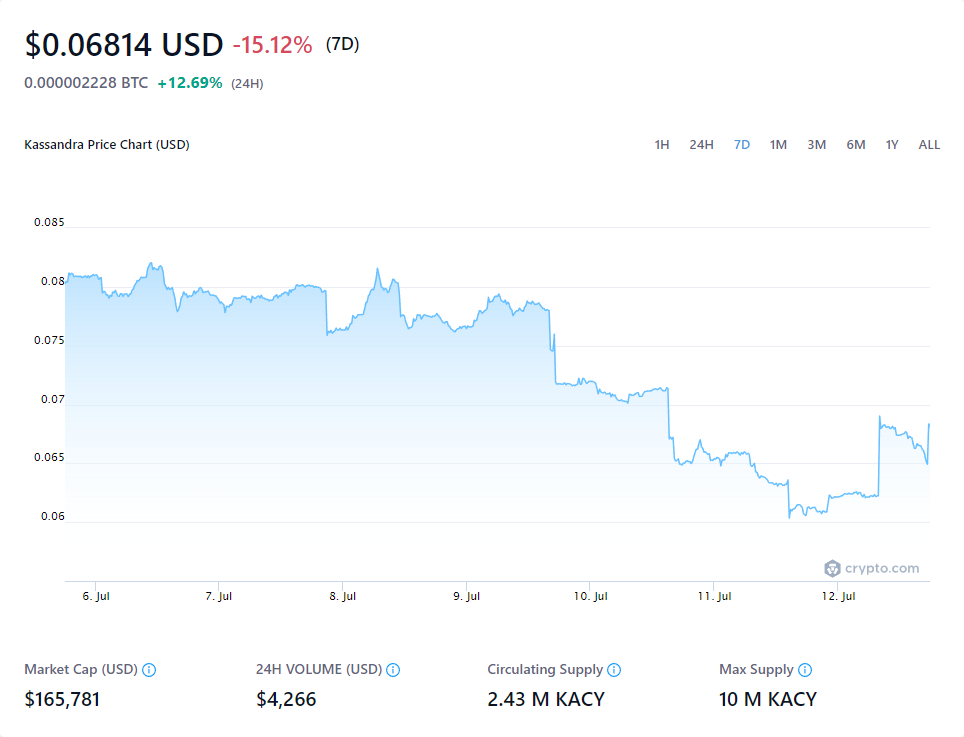 $0.06814 USD -15.12% (7D)
0.000002228 BTC +12.69% (24H)
Kassandra Price Chart (USD) 1H 24H 7D 1M 3M 6M 1Y ALL
0.085
0.08
0.075
0.07
0.065
0.06
crypto.com
6. Jul 7. Jul 8. Jul 9. Jul 10. Jul 11. Jul 12. Jul
Market Cap (USD) 24H VOLUME (USD) Circulating Supply Max Supply
$165,781 $4,266 2.43 M KACY 10 M KACY